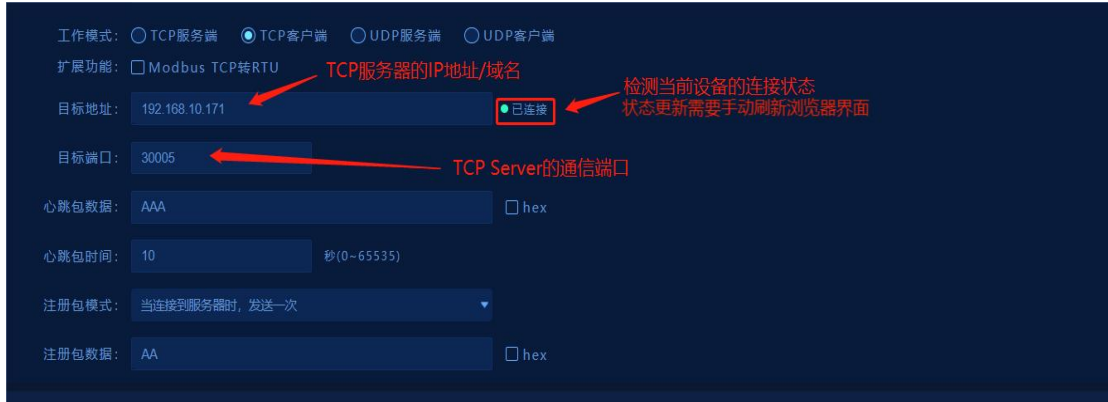 工作模式: TCP服务端 TCP客户端 UDP服务端 UDP客户端
扩展功能: Modbus TCP转RTU
TCP服务器的IP地址/域名
检测当前设备的连接状态
状态更新需要手动刷新浏览器界面
目标地址: 192.168.10.171 已连接
目标端口: 30005
TCP Server的通信端口
心跳包数据: AAA hex
心跳包时间: 10 秒(0~65535)
注册包模式: 当连接到服务器时，发送一次
注册包数据: AA hex